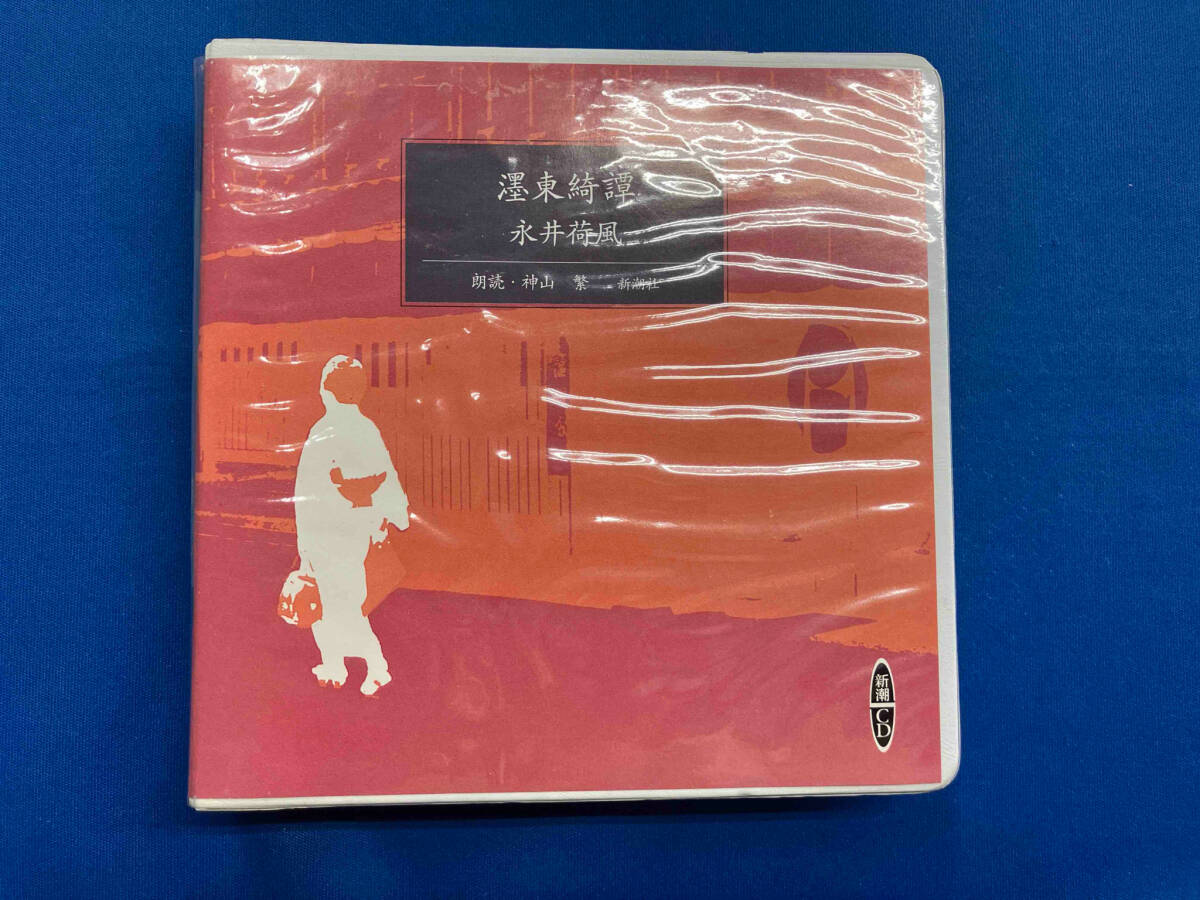 濹東綺譚
永井荷風
朗読・神山 繁 新潮社
新潮
CD